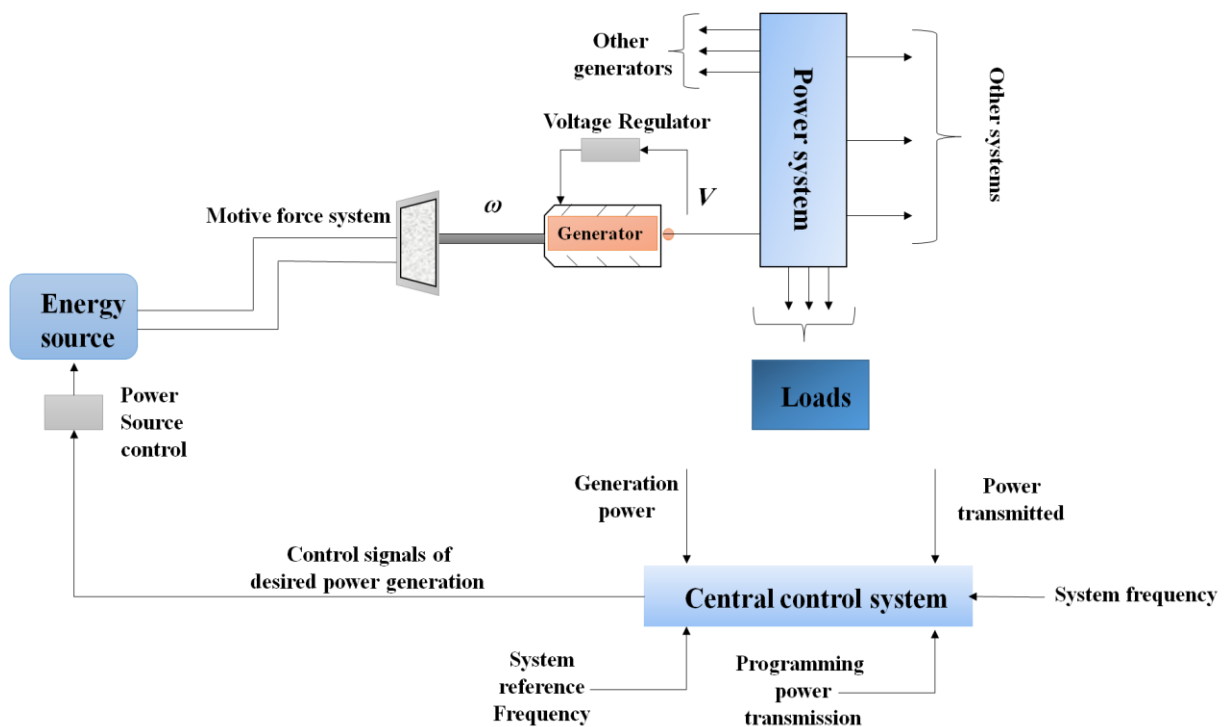 Other
generators
Power system
Other systems
Voltage Regulator
Motive force system
ω
V
Generator
Energy
source
Power
Source
control
Loads
Generation
power
Power
transmitted
Control signals of
desired power generation
Central control system
System frequency
System
reference
Frequency
Programming
power
transmission